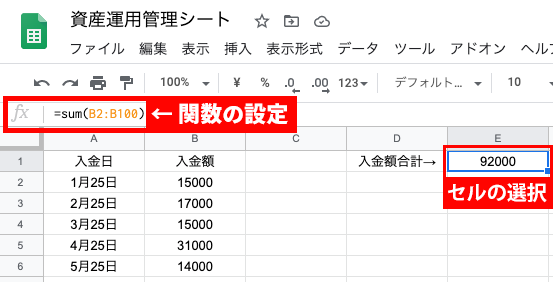 資産運用管理シート
ファイル 編集 表示 挿入 表示形式 データ ツール アドオン ヘルプ
100% ¥ % .0 .00 123 デフォルト... 10
fx =sum(B2:B100) ← 関数の設定
A B C D E
1 入金日 入金額 入金額合計→ 92000
2 1月25日 15000 セルの選択
3 2月25日 17000
4 3月25日 15000
5 4月25日 31000
6 5月25日 14000